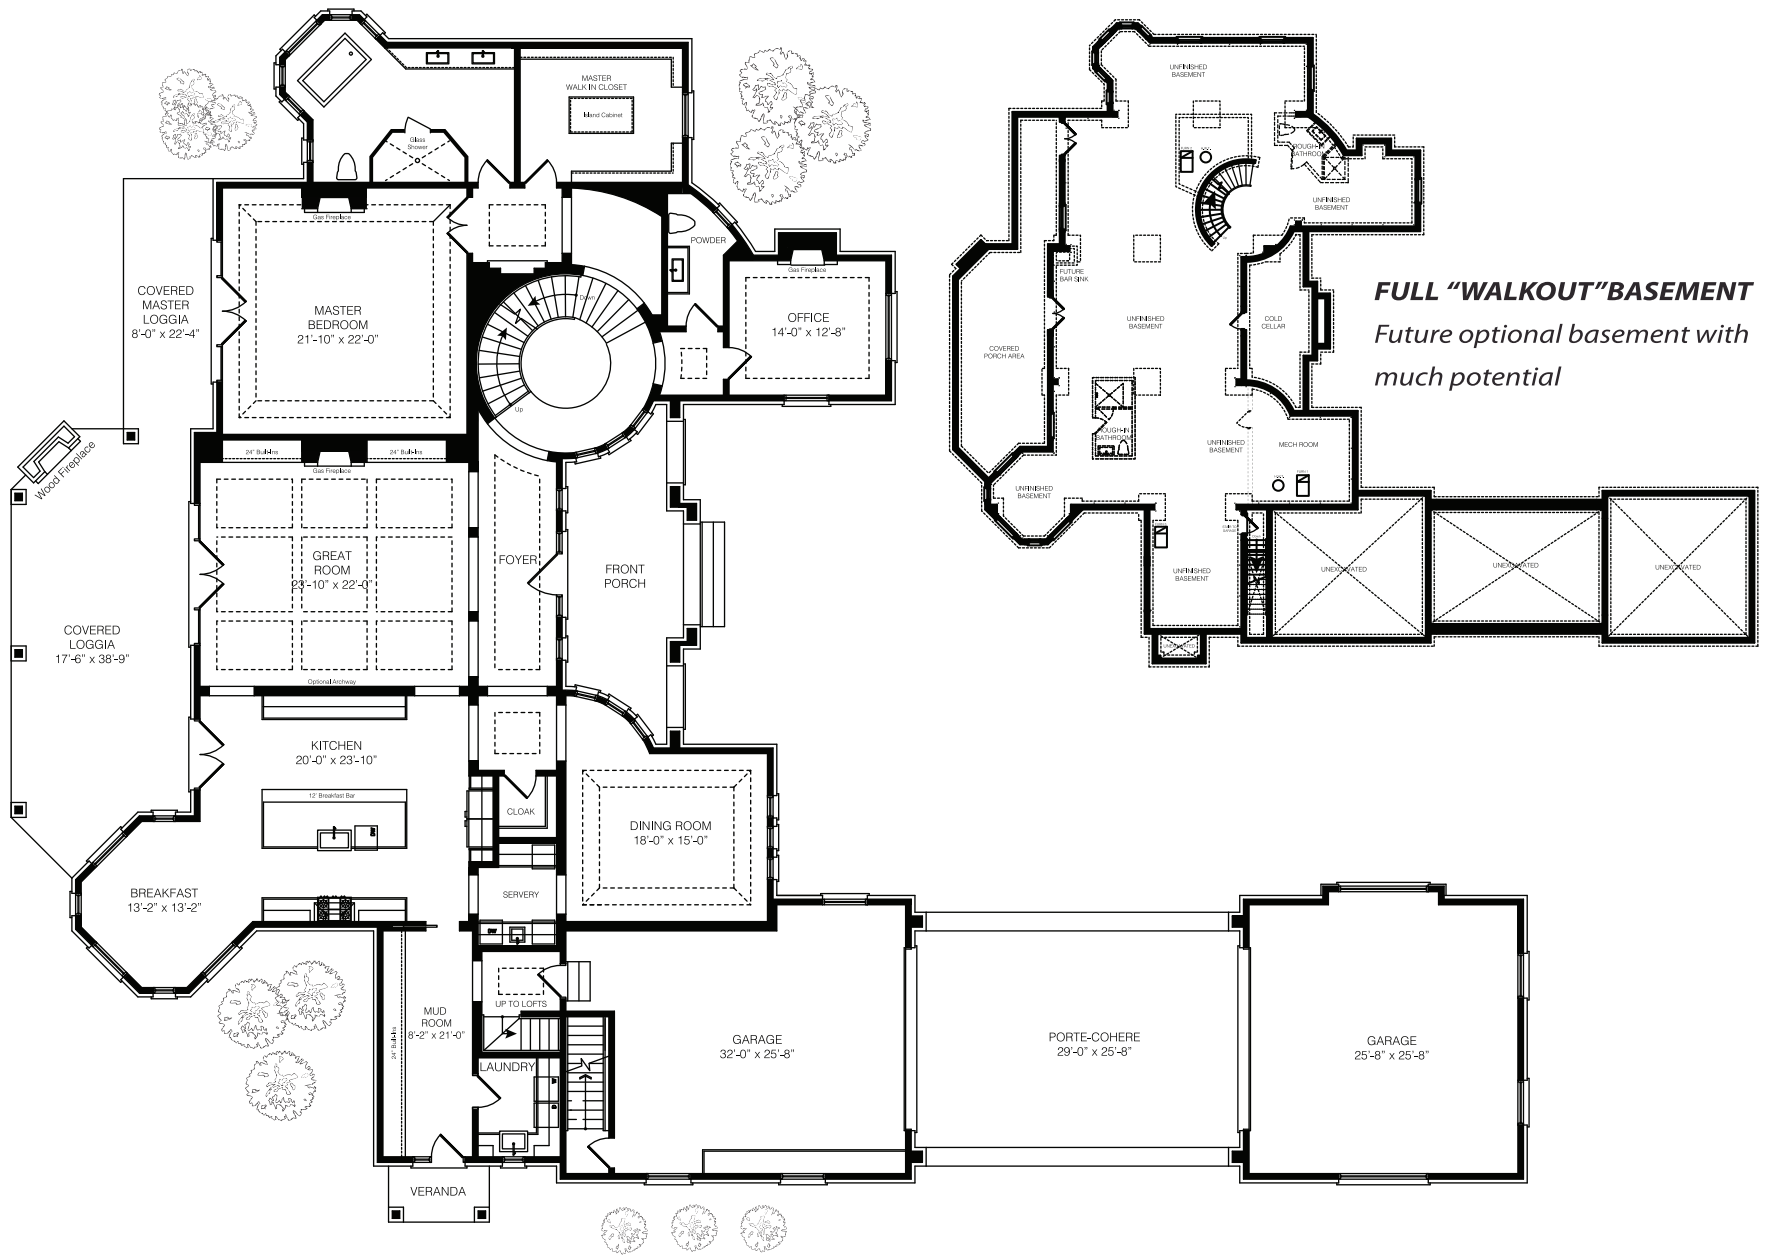 MASTER
WALK IN CLOSET
Island Cabinet
Glass
Shower
Gas Fireplace
POWDER
COVERED
MASTER
LOGGIA
8'-0" x 22'-4"
MASTER
BEDROOM
21'-10" x 22'-0"
Down
Up
Gas Fireplace
OFFICE
14'-0" x 12'-8"
Wood Fireplace
24" Built-Ins
24" Built-Ins
Gas Fireplace
GREAT
ROOM
23'-10" x 22'-0"
FOYER
FRONT
PORCH
COVERED
LOGGIA
17'-6" x 38'-9"
Optional Archway
KITCHEN
20'-0" x 23'-10"
12' Breakfast Bar
DW
CLOAK
DINING ROOM
18'-0" x 15'-0"
BREAKFAST
13'-2" x 13'-2"
SERVERY
DW
UP TO LOFTS
MUD
ROOM
8'-2" x 21'-0"
24" Built-Ins
LAUNDRY
W
D
VERANDA
GARAGE
32'-0" x 25'-8"
PORTE-COHERE
29'-0" x 25'-8"
GARAGE
25'-8" x 25'-8"
UNFINISHED
BASEMENT
ROUGH-IN
BATHROOM
UNFINISHED
BASEMENT
FUTURE
BAR SINK
UNFINISHED
BASEMENT
COLD
CELLAR
COVERED
PORCH AREA
ROUGH-IN
BATHROOM
UNFINISHED
BASEMENT
MECH ROOM
UNFINISHED
BASEMENT
UNFINISHED
BASEMENT
UNEXCAVATED
UNEXCAVATED
UNEXCAVATED
UNEXCAVATED
FULL “WALKOUT”BASEMENT
Future optional basement with
much potential